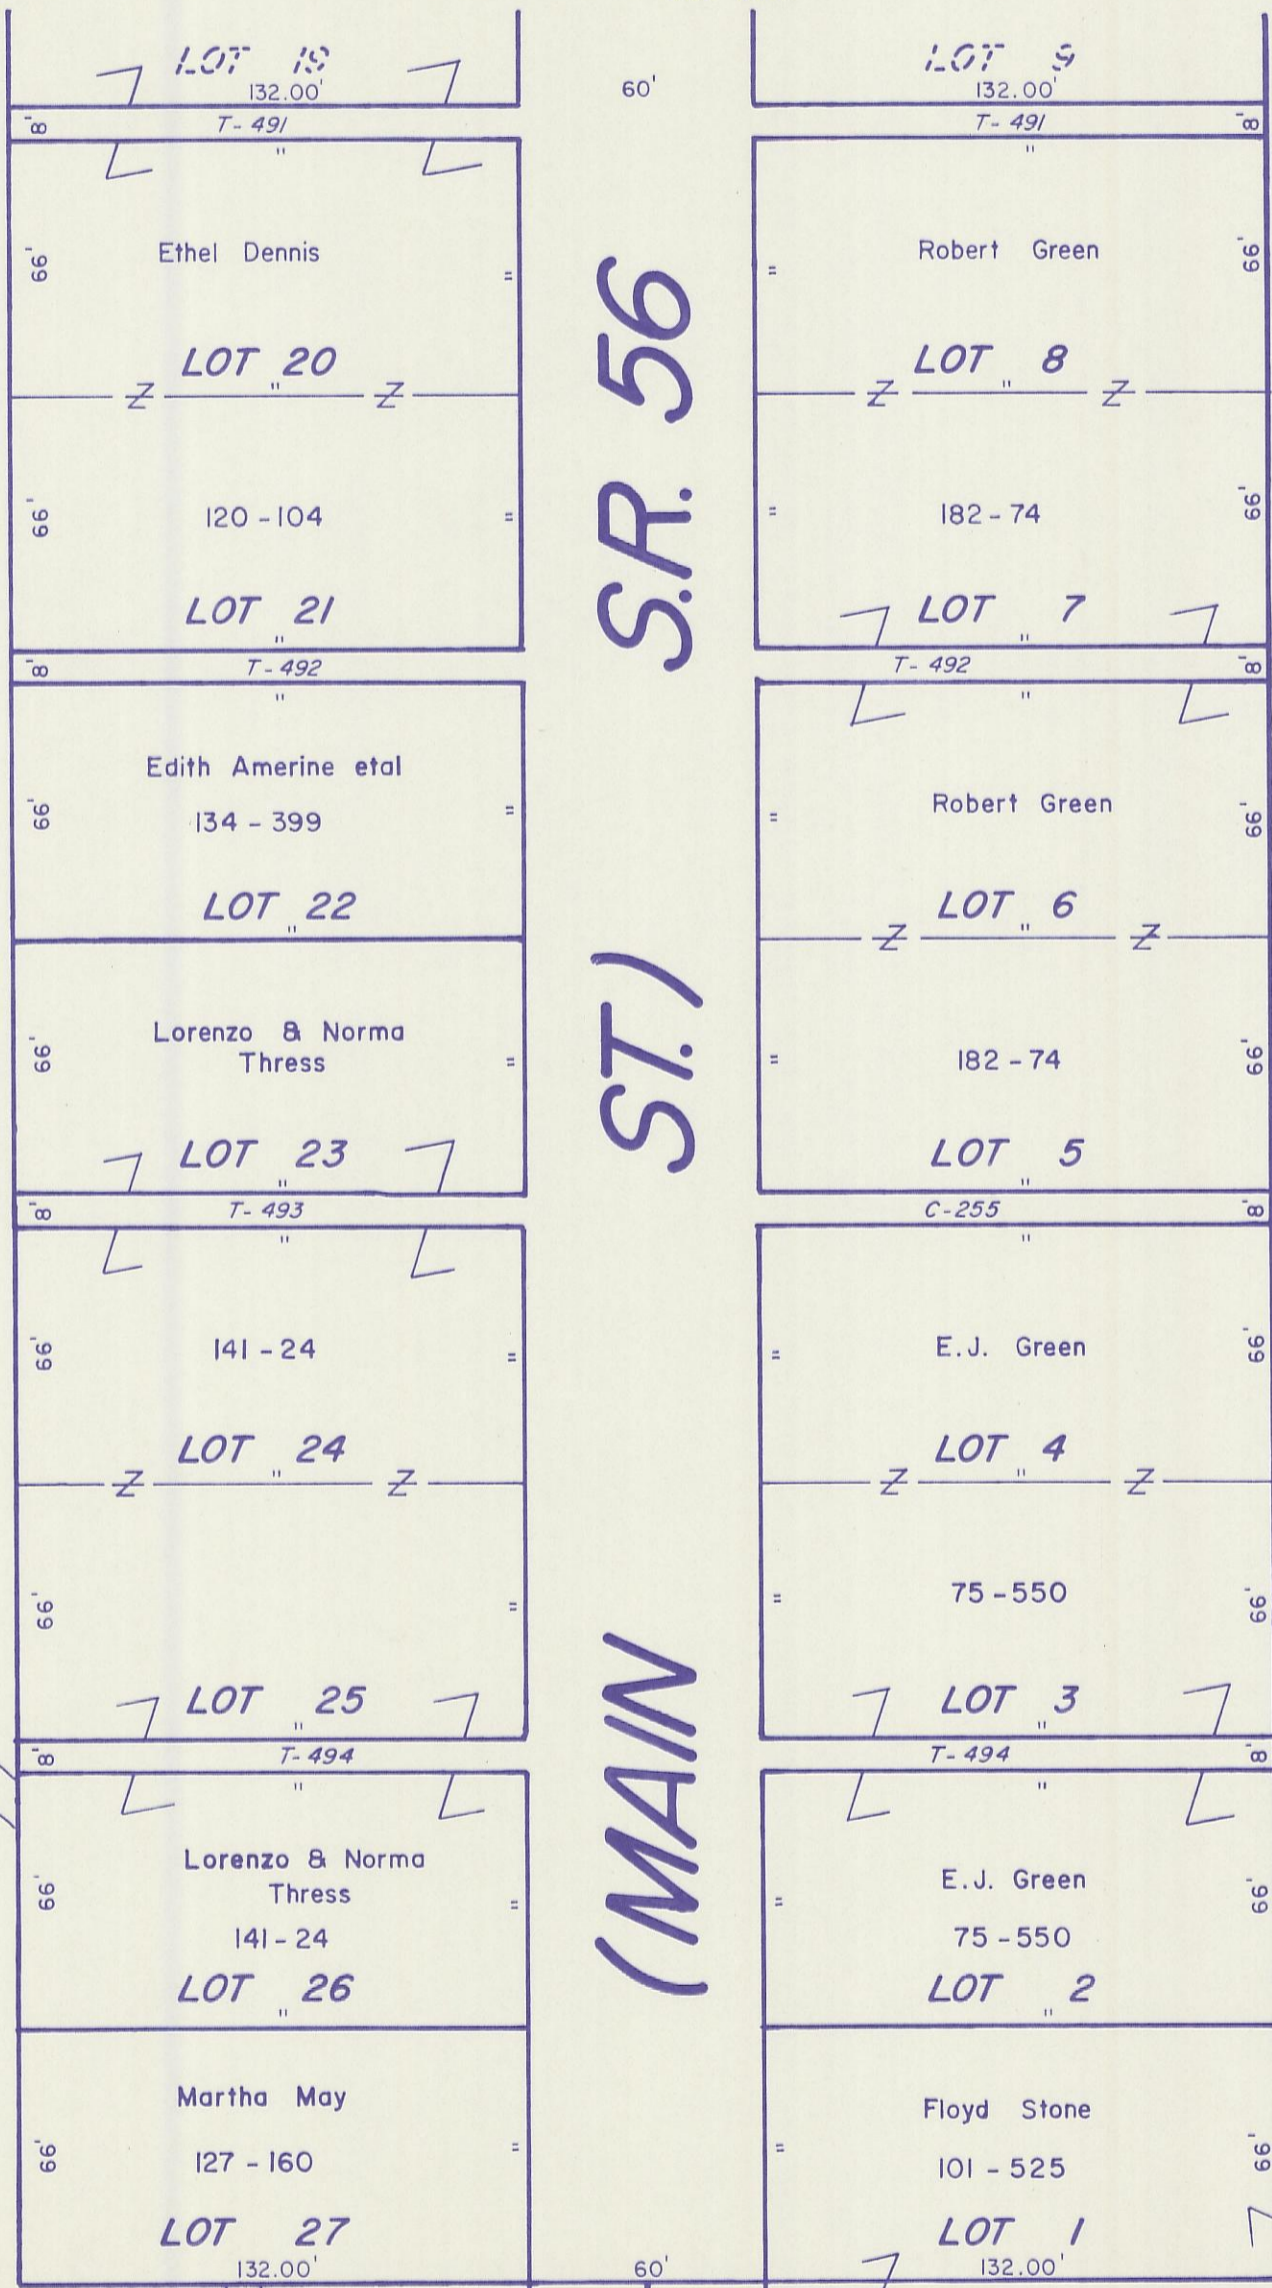 LOT 19
132.00'
T-491
8'
"
66'
Ethel Dennis
"
LOT 20
"
Z Z
66'
120-104
"
LOT 21
"
8'
T-492
"
Edith Amerine etal
66'
134-399
"
LOT 22
"
Lorenzo & Norma
Thress
66'
"
LOT 23
"
8'
T-493
"
66'
141-24
"
LOT 24
"
Z Z
66'
"
LOT 25
"
8'
T-494
"
Lorenzo & Norma
Thress
66'
141-24
"
LOT 26
"
Martha May
66'
127-160
"
LOT 27
132.00'
60'
(MAIN ST.) S.R. 56
60'
LOT 9
132.00'
T-491
8'
"
Robert Green
"
66'
LOT 8
"
Z Z
"
182-74
66'
LOT 7
"
T-492
8'
"
Robert Green
"
66'
LOT 6
"
Z Z
"
182-74
66'
LOT 5
"
C-255
8'
"
E.J. Green
"
66'
LOT 4
"
Z Z
"
75-550
66'
LOT 3
"
T-494
8'
"
E.J. Green
"
66'
75-550
LOT 2
"
Floyd Stone
"
66'
101-525
LOT 1
132.00'